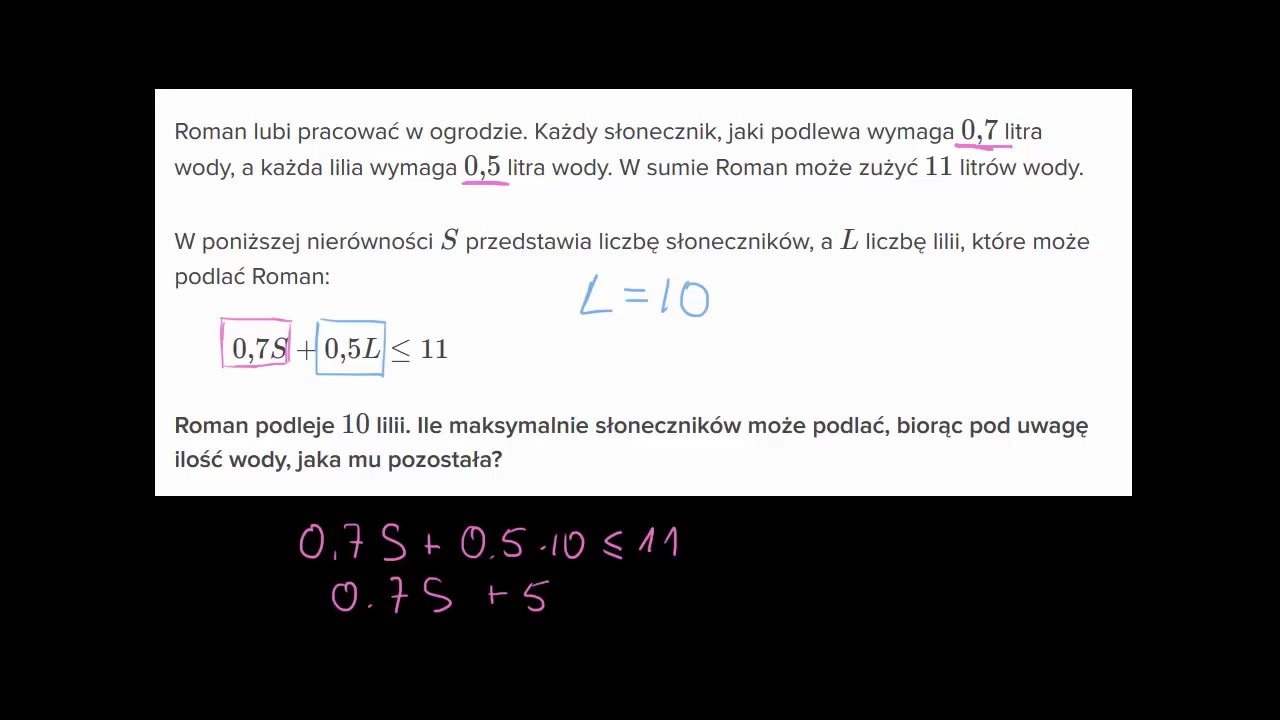 Roman lubi pracować w ogrodzie. Każdy słonecznik, jaki podlewa wymaga 0,7 litra
wody, a każda lilia wymaga 0,5 litra wody. W sumie Roman może zużyć 11 litrów wody.
W poniższej nierówności S przedstawia liczbę słoneczników, a L liczbę lilii, które może
podlać Roman:
L = 10
0,7S + 0,5L ≤ 11
Roman podleje 10 lilii. Ile maksymalnie słoneczników może podlać, biorąc pod uwagę
ilość wody, jaka mu pozostała?
0.7S + 0.5 · 10 ≤ 11
0.7S + 5